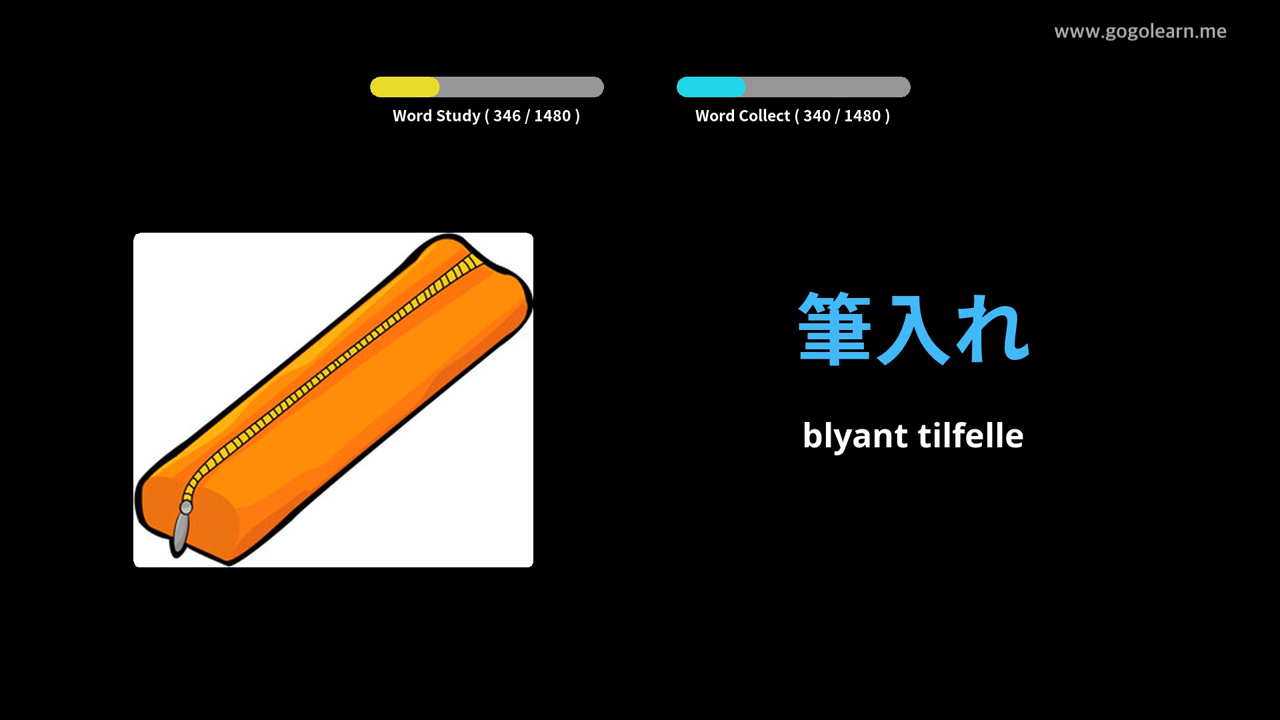 www.gogolearn.me
Word Study ( 346 / 1480 )
Word Collect ( 340 / 1480 )
筆入れ
blyant tilfelle